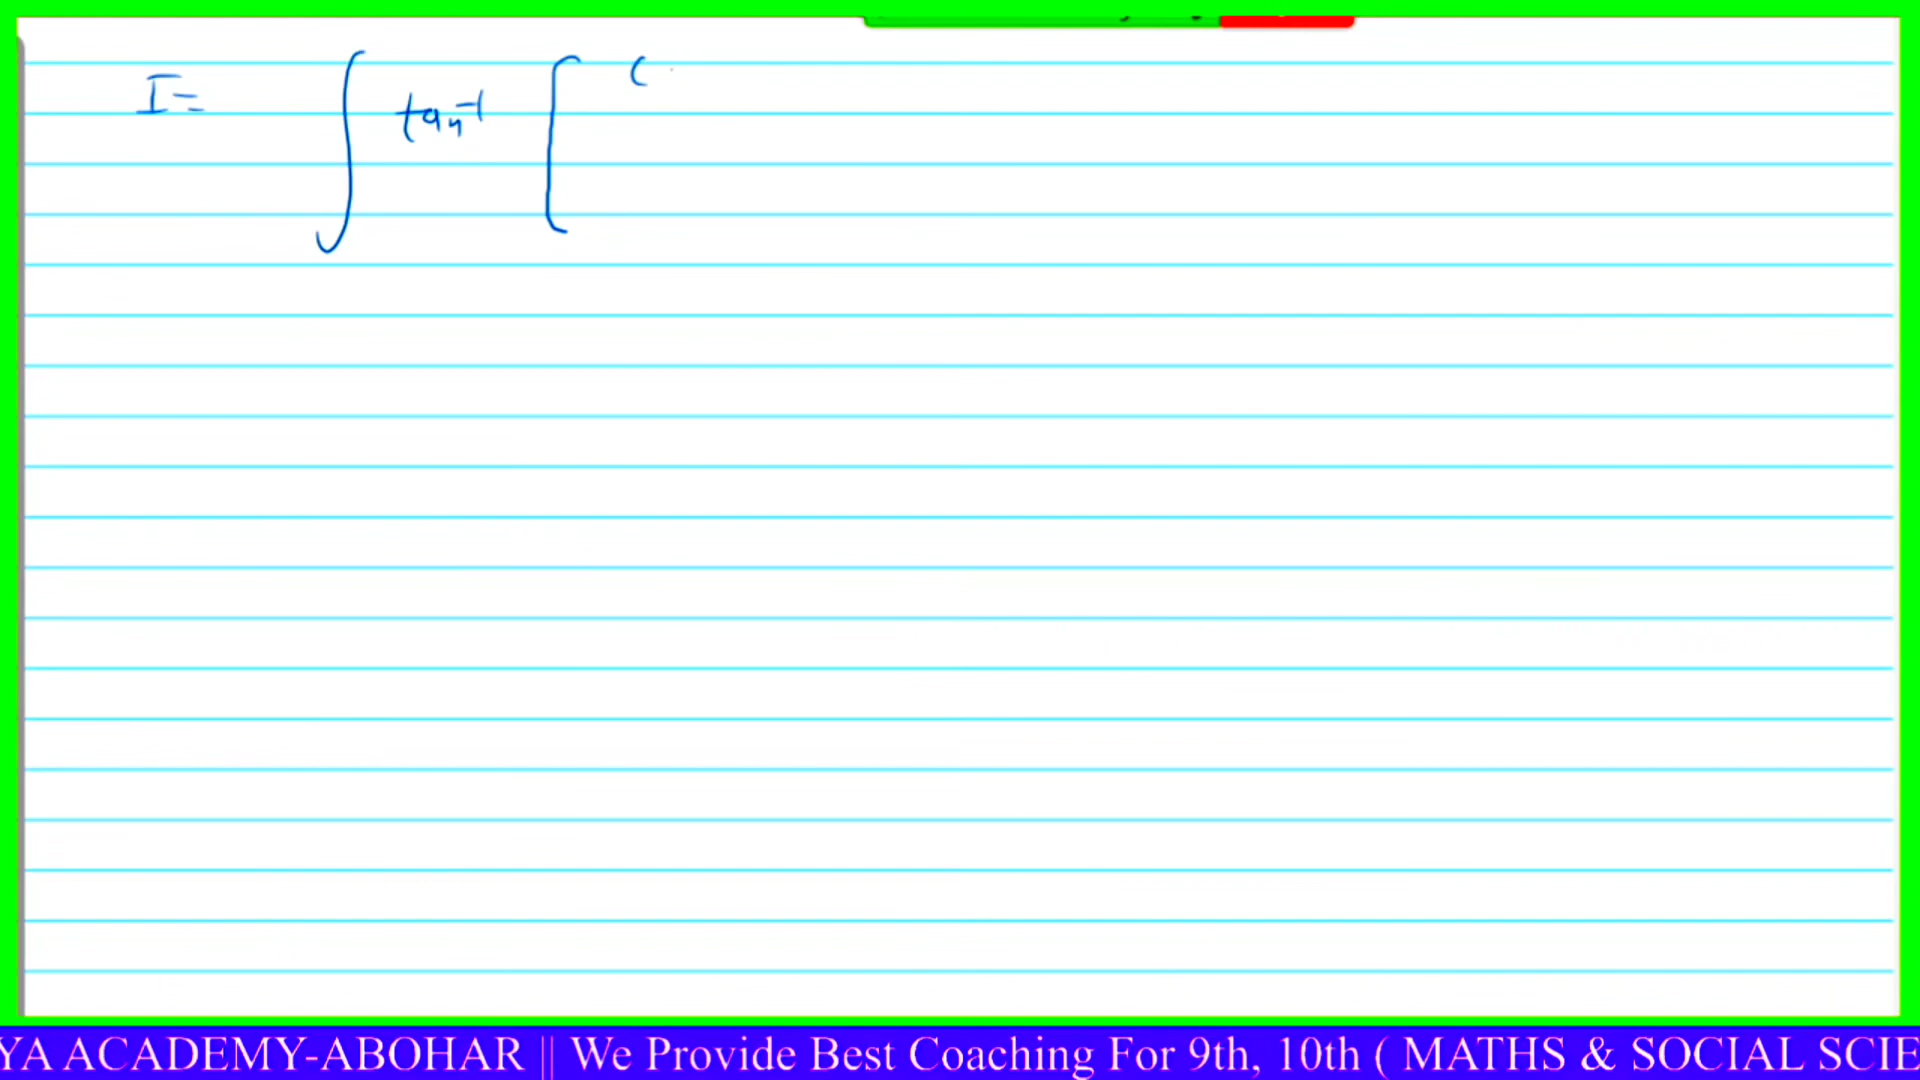 I = ∫ tan⁻¹ [ (
YA ACADEMY-ABOHAR || We Provide Best Coaching For 9th, 10th ( MATHS & SOCIAL SCIE